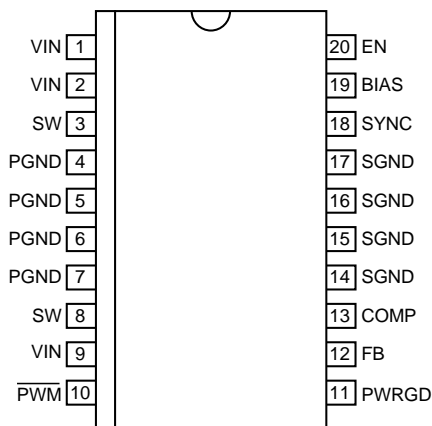 VIN 1 20 EN
VIN 2 19 BIAS
SW 3 18 SYNC
PGND 4 17 SGND
PGND 5 16 SGND
PGND 6 15 SGND
PGND 7 14 SGND
SW 8 13 COMP
VIN 9 12 FB
P̅W̅M̅ 10 11 PWRGD